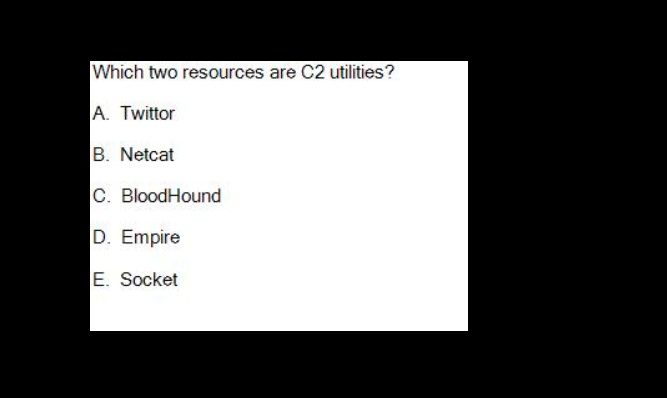 Which two resources are C2 utilities?
A. Twittor
B. Netcat
C. BloodHound
D. Empire
E. Socket